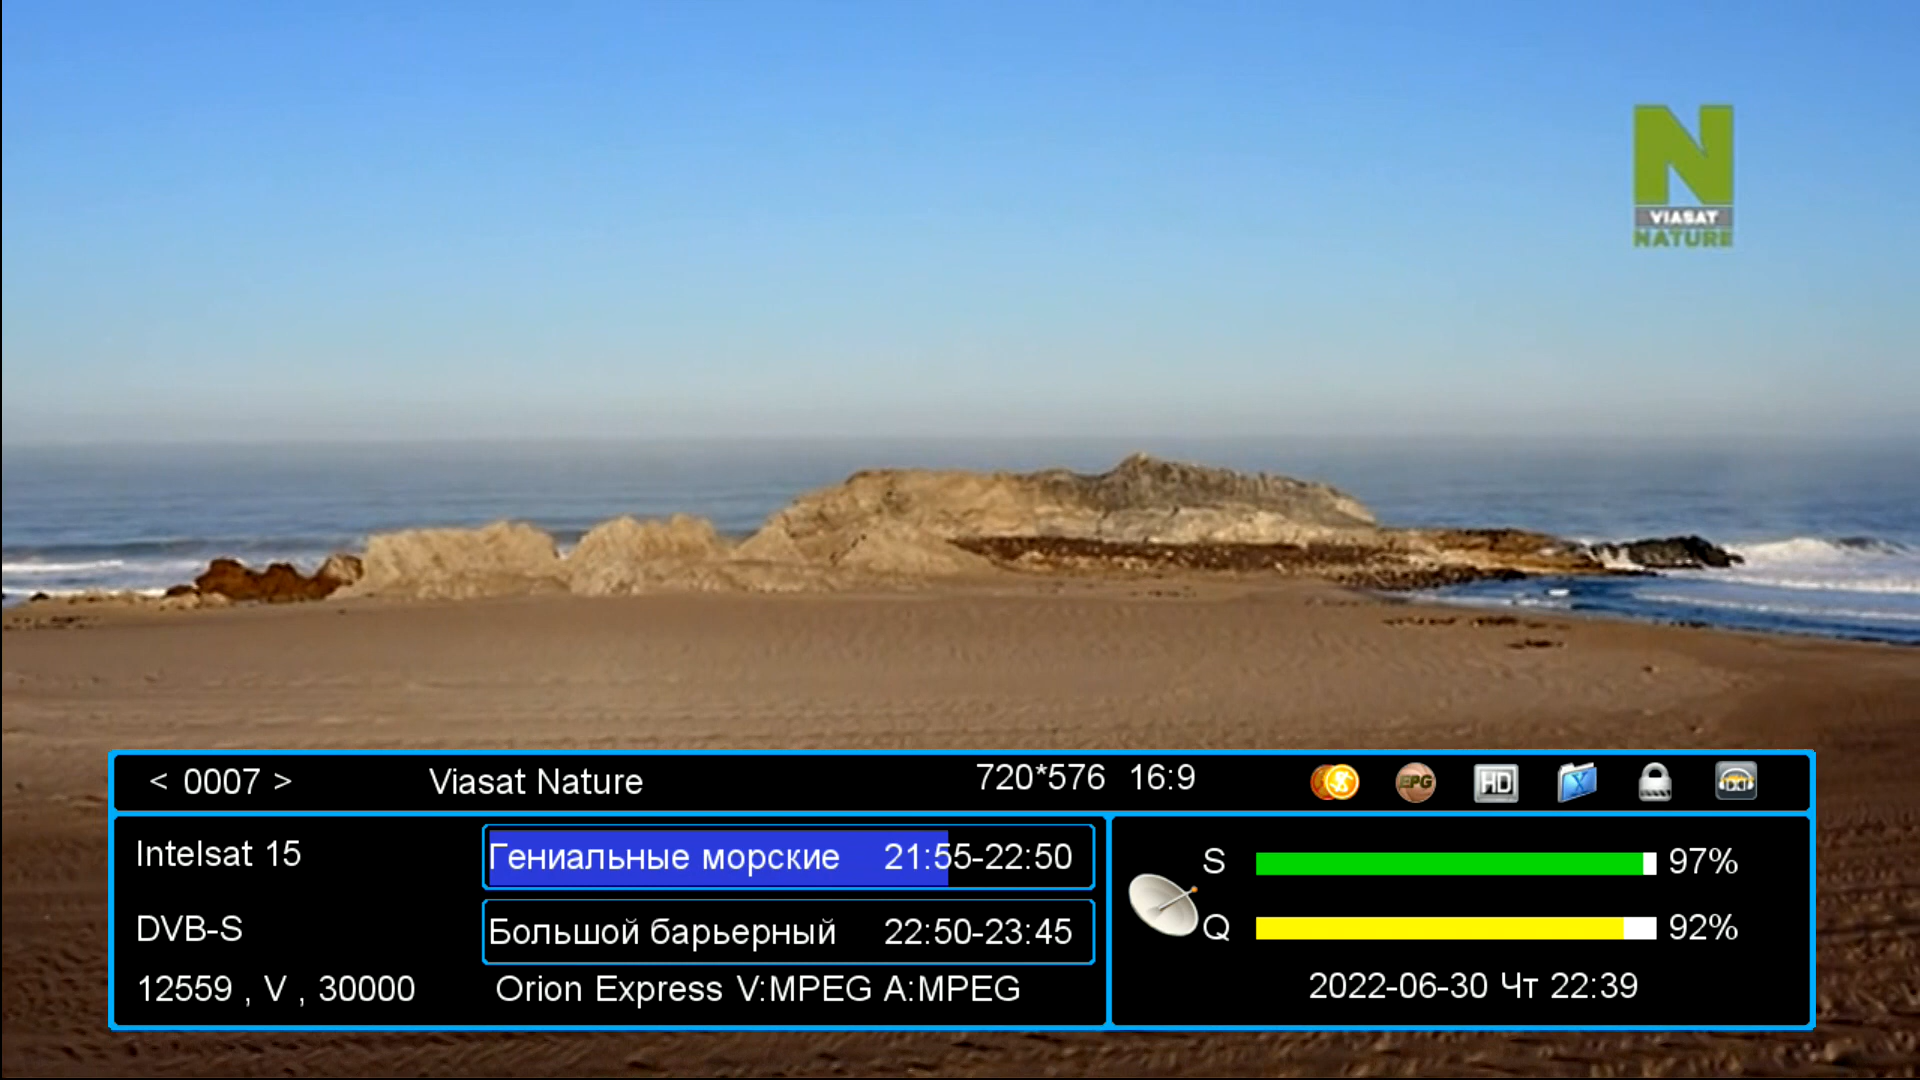 N
VIASAT
NATURE
< 0007 > Viasat Nature 720*576 16:9 EPG HD X
Intelsat 15 Гениальные морские 21:55-22:50 S 97%
DVB-S Большой барьерный 22:50-23:45 Q 92%
12559 , V , 30000 Orion Express V:MPEG A:MPEG 2022-06-30 Чт 22:39